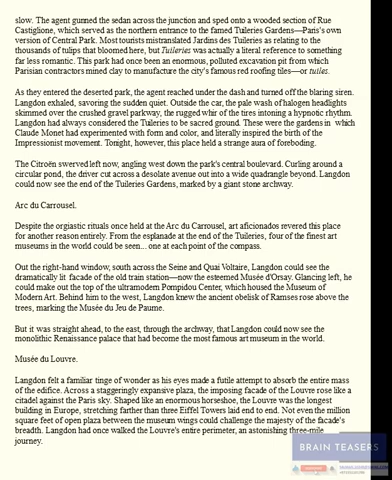 slow. The agent gunned the sedan across the junction and sped onto a wooded section of Rue
Castiglione, which served as the northern entrance to the famed Tuileries Gardens—Paris's own
version of Central Park. Most tourists mistranslated Jardins des Tuileries as relating to the
thousands of tulips that bloomed here, but Tuileries was actually a literal reference to something
far less romantic. This park had once been an enormous, polluted excavation pit from which
Parisian contractors mined clay to manufacture the city's famous red roofing tiles—or tuiles.
As they entered the deserted park, the agent reached under the dash and turned off the blaring siren.
Langdon exhaled, savoring the sudden quiet. Outside the car, the pale wash of halogen headlights
skimmed over the crushed gravel parkway, the rugged whir of the tires intoning a hypnotic rhythm.
Langdon had always considered the Tuileries to be sacred ground. These were the gardens in which
Claude Monet had experimented with form and color, and literally inspired the birth of the
Impressionist movement. Tonight, however, this place held a strange aura of foreboding.
The Citroën swerved left now, angling west down the park's central boulevard. Curling around a
circular pond, the driver cut across a desolate avenue out into a wide quadrangle beyond. Langdon
could now see the end of the Tuileries Gardens, marked by a giant stone archway.
Arc du Carrousel.
Despite the orgiastic rituals once held at the Arc du Carrousel, art aficionados revered this place
for another reason entirely. From the esplanade at the end of the Tuileries, four of the finest art
museums in the world could be seen... one at each point of the compass.
Out the right-hand window, south across the Seine and Quai Voltaire, Langdon could see the
dramatically lit facade of the old train station—now the esteemed Musée d'Orsay. Glancing left, he
could make out the top of the ultramodern Pompidou Center, which housed the Museum of
Modern Art. Behind him to the west, Langdon knew the ancient obelisk of Ramses rose above the
trees, marking the Musée du Jeu de Paume.
But it was straight ahead, to the east, through the archway, that Langdon could now see the
monolithic Renaissance palace that had become the most famous art museum in the world.
Musée du Louvre.
Langdon felt a familiar tinge of wonder as his eyes made a futile attempt to absorb the entire mass
of the edifice. Across a staggeringly expansive plaza, the imposing facade of the Louvre rose like a
citadel against the Paris sky. Shaped like an enormous horseshoe, the Louvre was the longest
building in Europe, stretching farther than three Eiffel Towers laid end to end. Not even the million
square feet of open plaza between the museum wings could challenge the majesty of the facade's
breadth. Langdon had once walked the Louvre's entire perimeter, an astonishing three-mile
journey.
BRAIN TEASERS